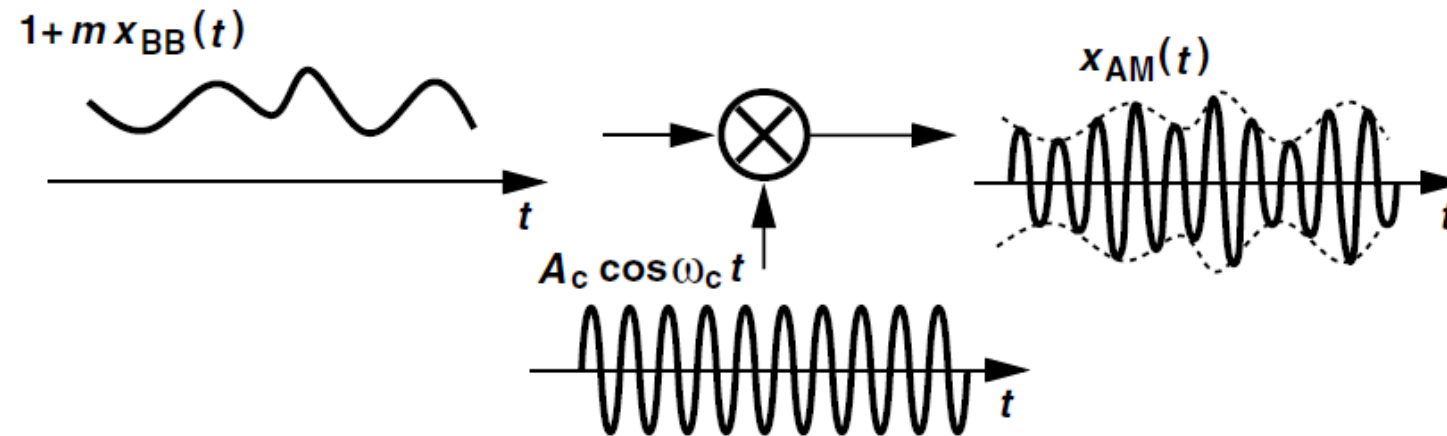 1+m x_BB(t)
t
A_c cos ω_c t
t
x_AM(t)
t